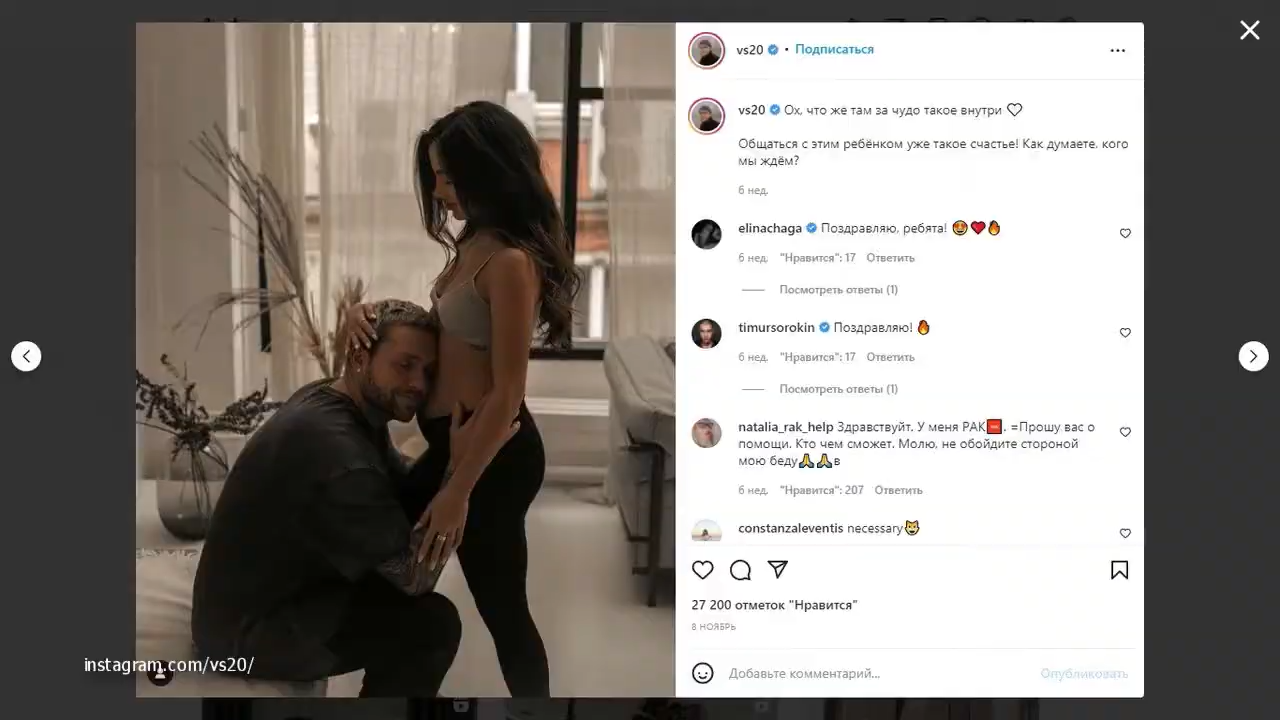 vs20 • Подписаться
vs20 Ох, что же там за чудо такое внутри
Общаться с этим ребёнком уже такое счастье! Как думаете, кого
мы ждём?
6 нед.
elinachaga Поздравляю, ребята! 😍❤️🔥
6 нед. "Нравится": 17 Ответить
Посмотреть ответы (1)
timursorokin Поздравляю! 🔥
6 нед. "Нравится": 17 Ответить
Посмотреть ответы (1)
natalia_rak_help Здравствуйт. У меня РАК🆘. =Прошу вас о
помощи. Кто чем сможет. Молю, не обойдите стороной
мою беду🙏🙏в
6 нед. "Нравится": 207 Ответить
constanzaleventis necessary😺
27 200 отметок "Нравится"
8 НОЯБРЬ
Добавьте комментарий... Опубликовать
instagram.com/vs20/